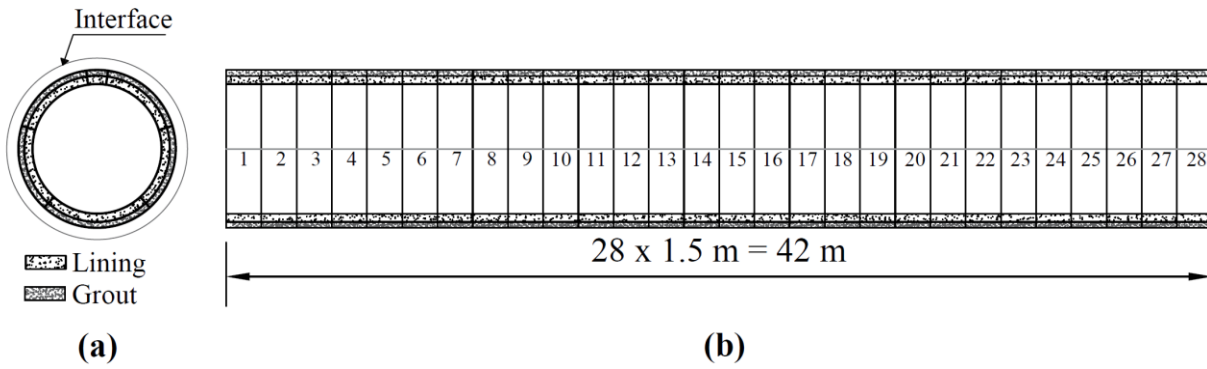 Interface
Lining
Grout
(a)
1 2 3 4 5 6 7 8 9 10 11 12 13 14 15 16 17 18 19 20 21 22 23 24 25 26 27 28
28 x 1.5 m = 42 m
(b)